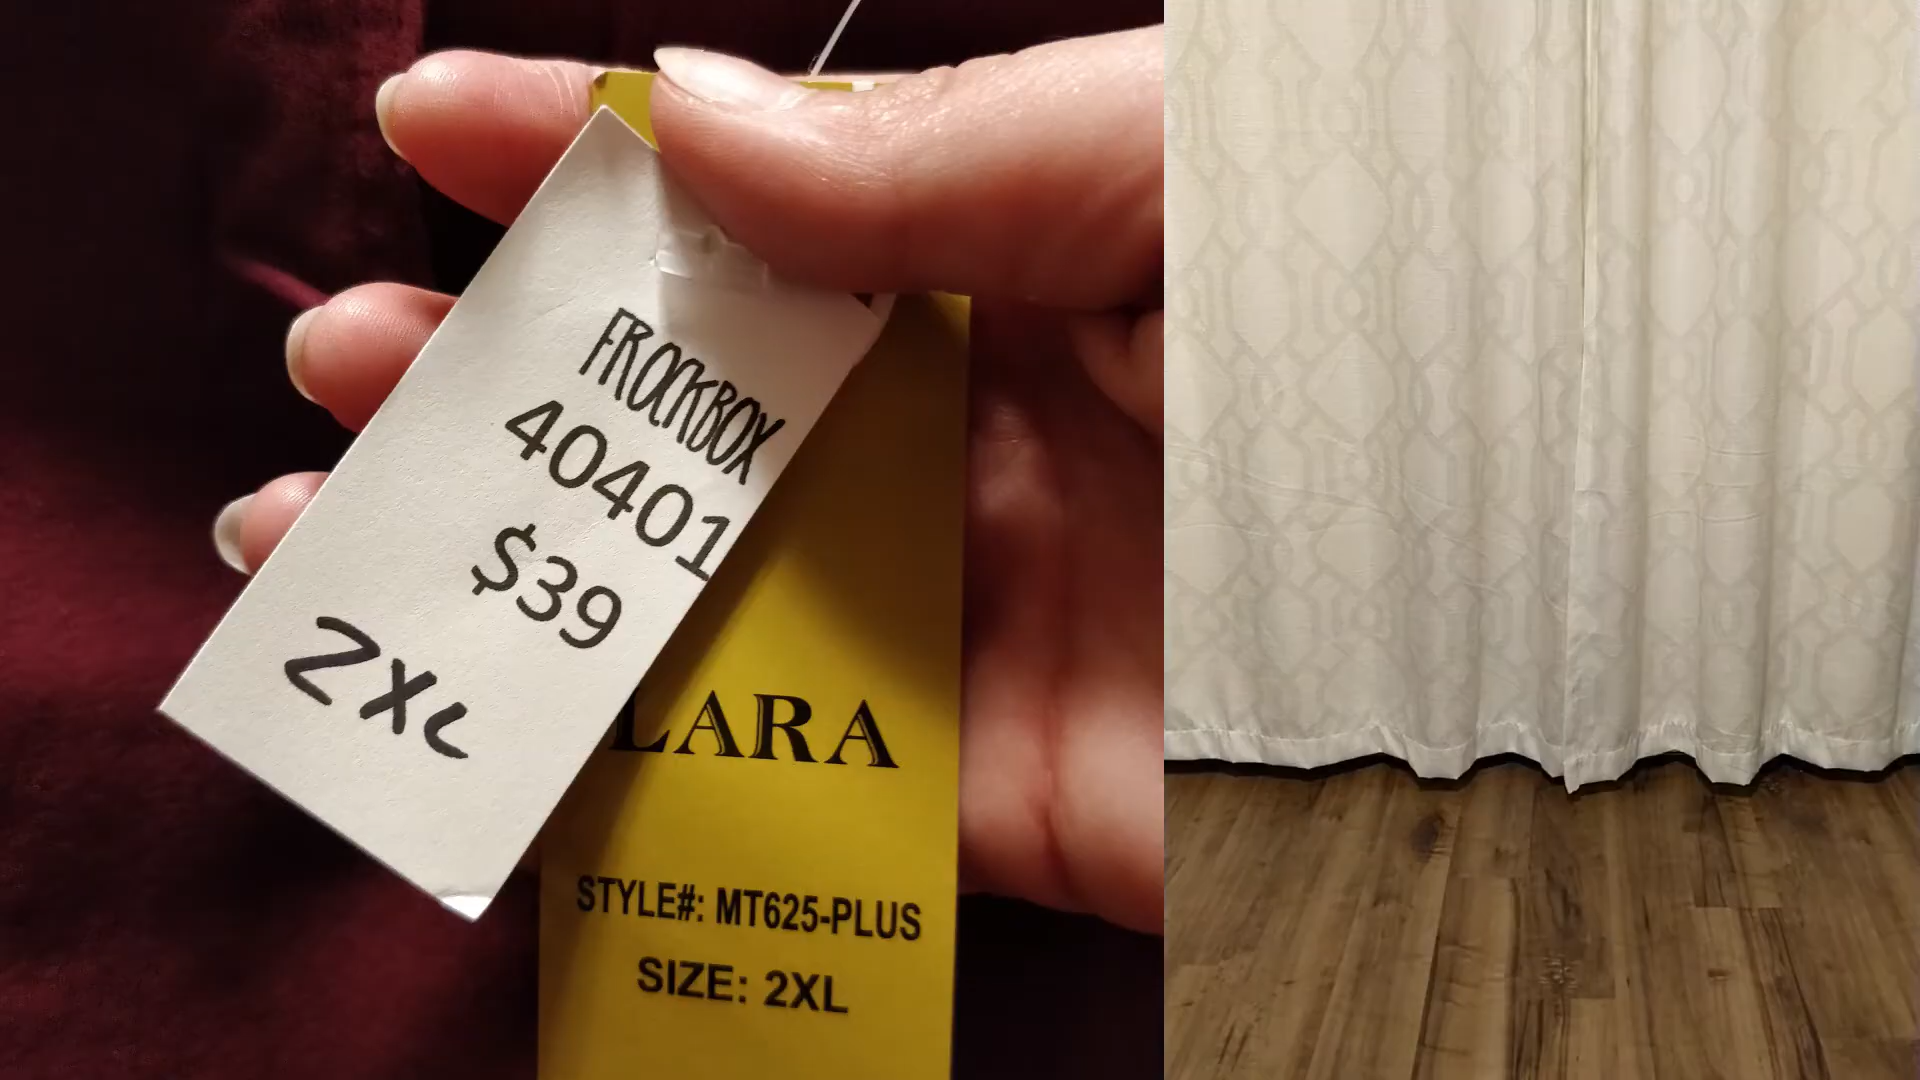 FROCKBOX
40401
$39
2XL
LARA
STYLE#: MT625-PLUS
SIZE: 2XL